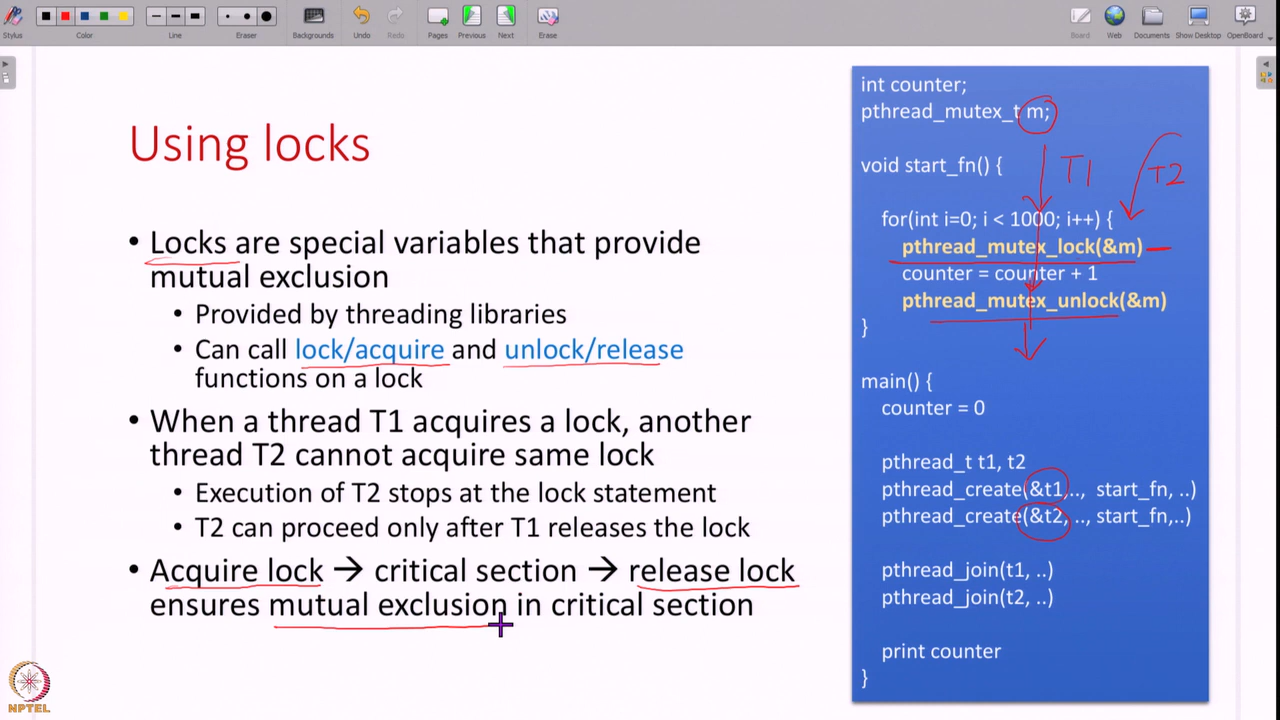 Stylus
Color
Line
Eraser
Backgrounds
Undo
Redo
Pages
Previous
Next
Erase
Board
Web
Documents
Show Desktop
OpenBoard
Using locks
• Locks are special variables that provide
mutual exclusion
• Provided by threading libraries
• Can call lock/acquire and unlock/release
functions on a lock
• When a thread T1 acquires a lock, another
thread T2 cannot acquire same lock
• Execution of T2 stops at the lock statement
• T2 can proceed only after T1 releases the lock
• Acquire lock → critical section → release lock
ensures mutual exclusion in critical section
int counter;
pthread_mutex_t m;
void start_fn() {
T1
T2
for(int i=0; i < 1000; i++) {
pthread_mutex_lock(&m)
counter = counter + 1
pthread_mutex_unlock(&m)
}
main() {
counter = 0
pthread_t t1, t2
pthread_create(&t1,.., start_fn, ..)
pthread_create(&t2, .., start_fn,..)
pthread_join(t1, ..)
pthread_join(t2, ..)
print counter
}
NPTEL